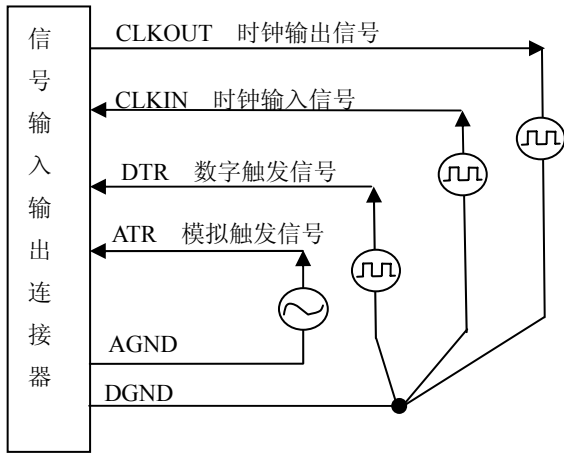 信号输入输出连接器
CLKOUT 时钟输出信号
CLKIN 时钟输入信号
DTR 数字触发信号
ATR 模拟触发信号
AGND
DGND